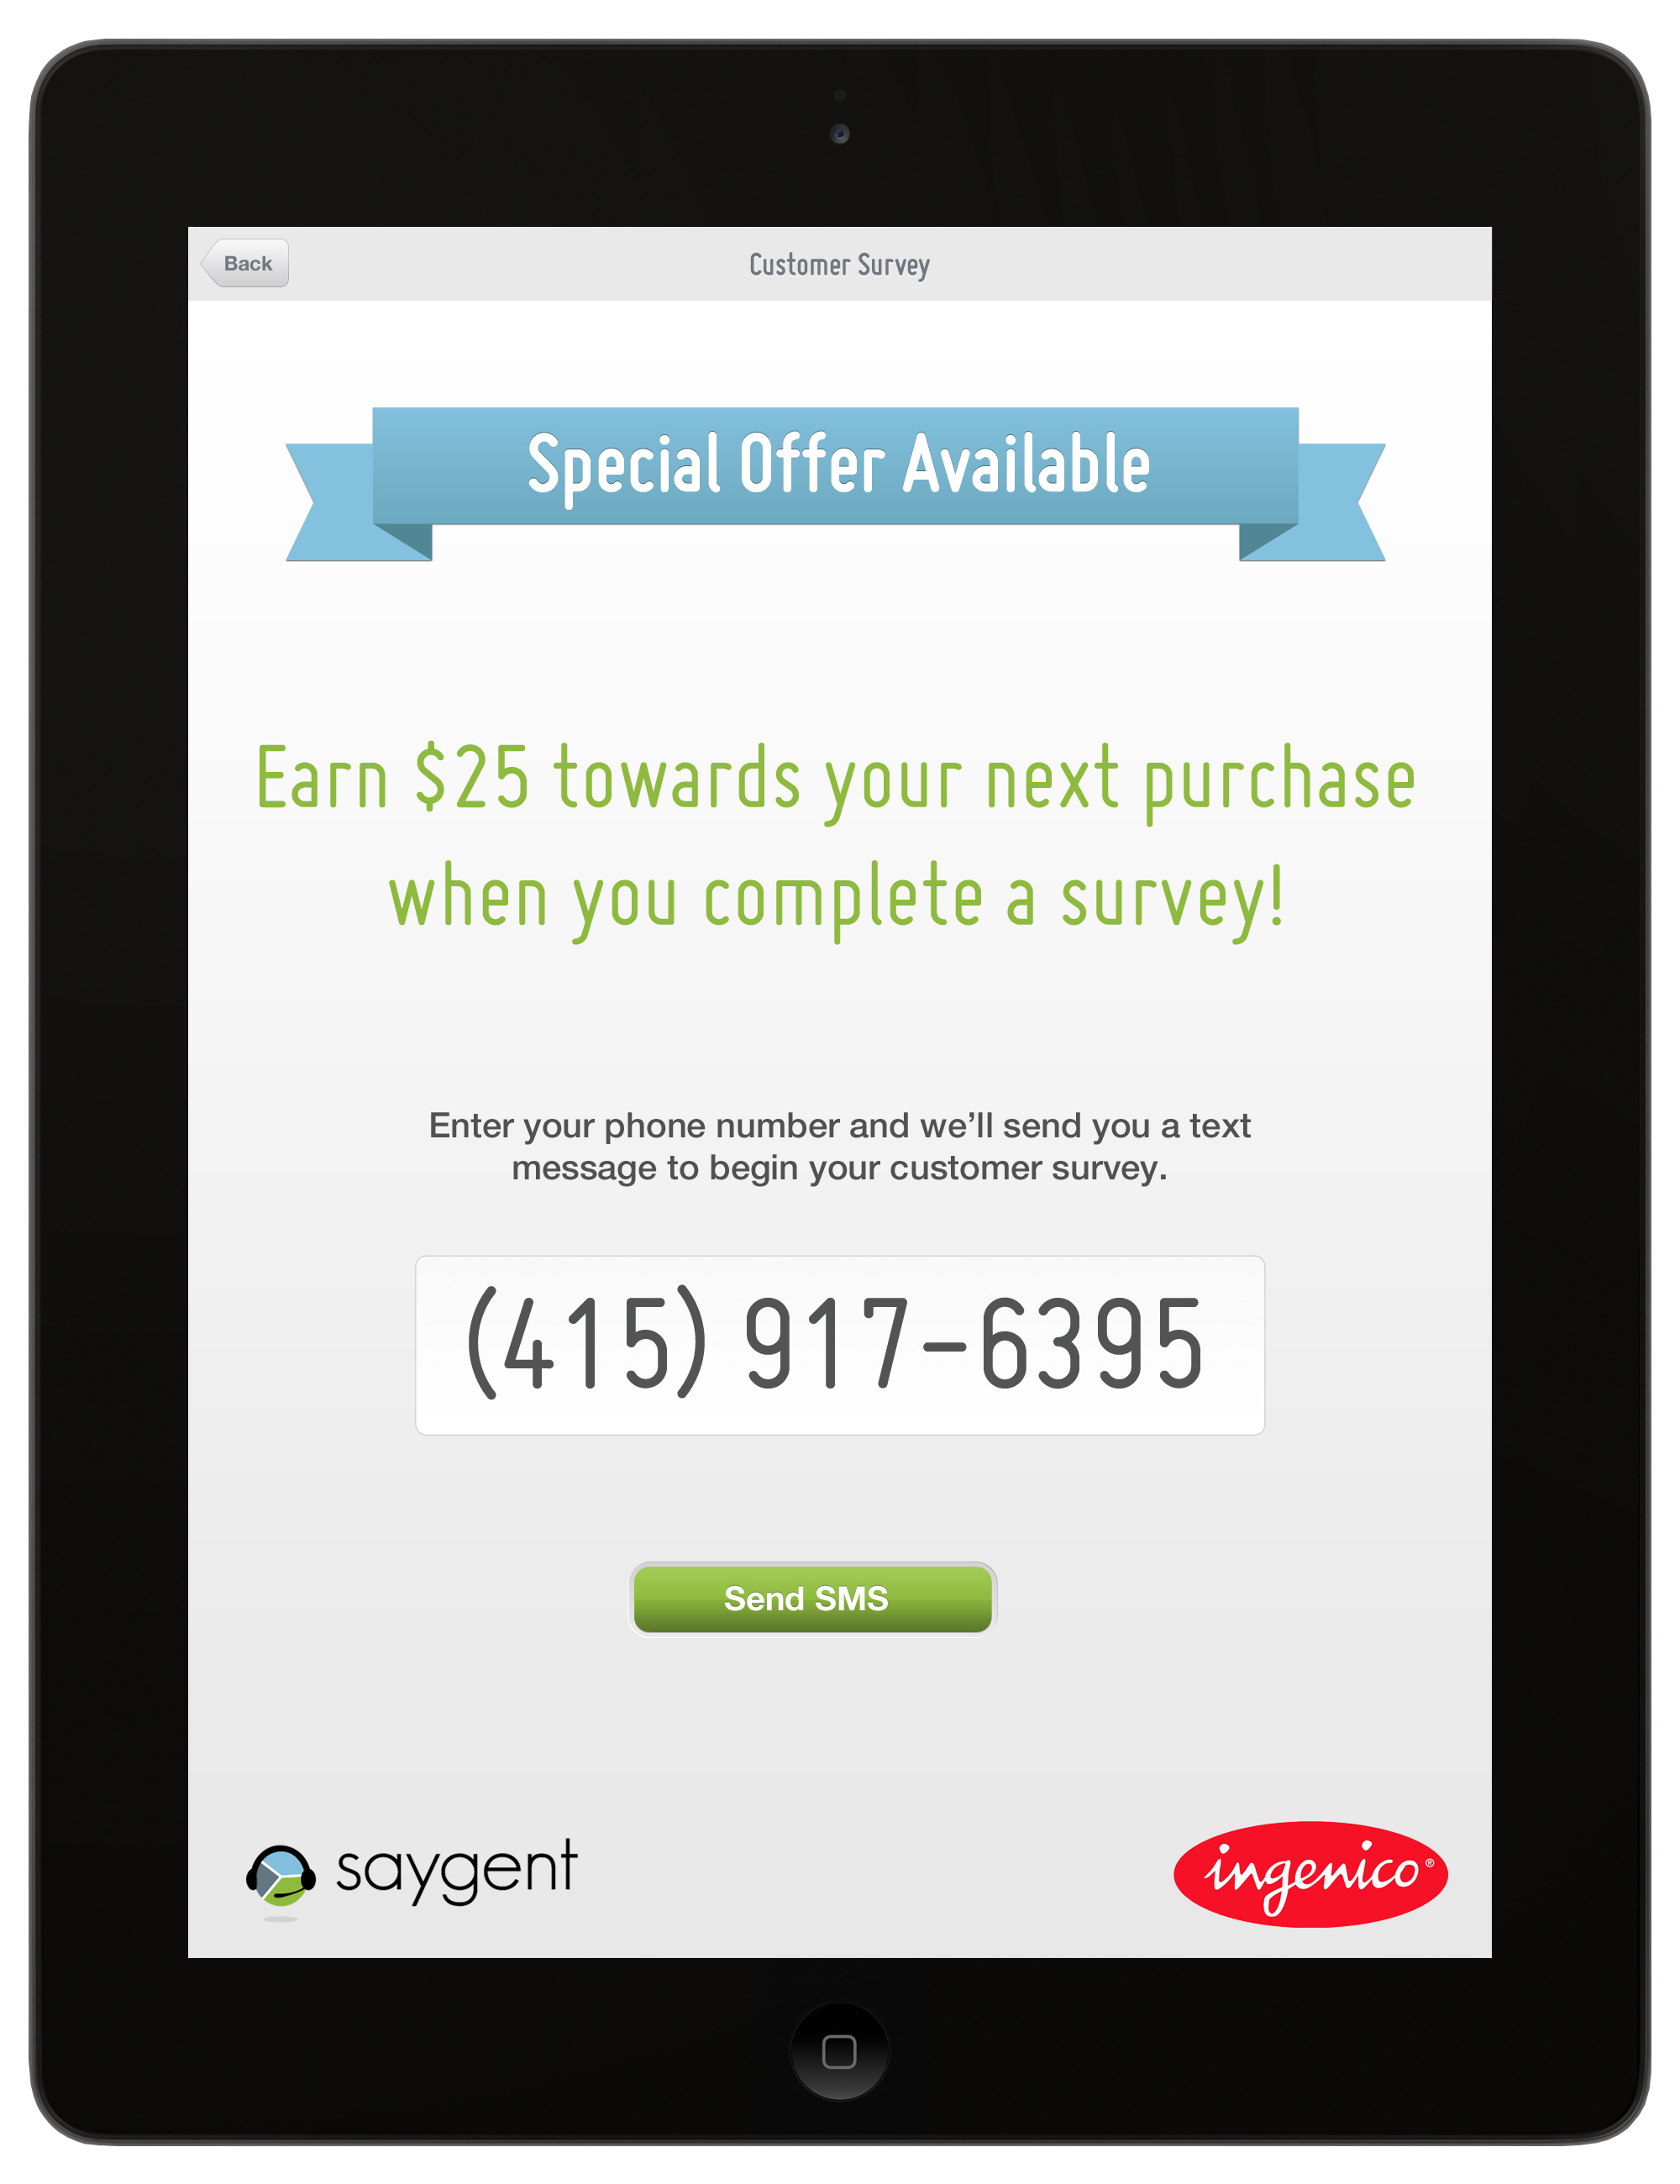 Back
Customer Survey
Special Offer Available
Earn $25 towards your next purchase
when you complete a survey!
Enter your phone number and we’ll send you a text
message to begin your customer survey.
(415) 917-6395
Send SMS
saygent
ingenico®